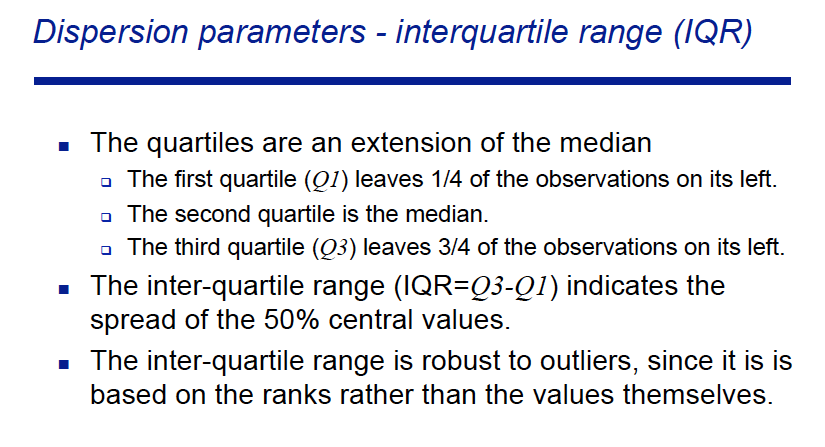 Dispersion parameters - interquartile range (IQR)
The quartiles are an extension of the median
The first quartile (Q1) leaves 1/4 of the observations on its left.
The second quartile is the median.
The third quartile (Q3) leaves 3/4 of the observations on its left.
The inter-quartile range (IQR=Q3-Q1) indicates the
spread of the 50% central values.
The inter-quartile range is robust to outliers, since it is is
based on the ranks rather than the values themselves.